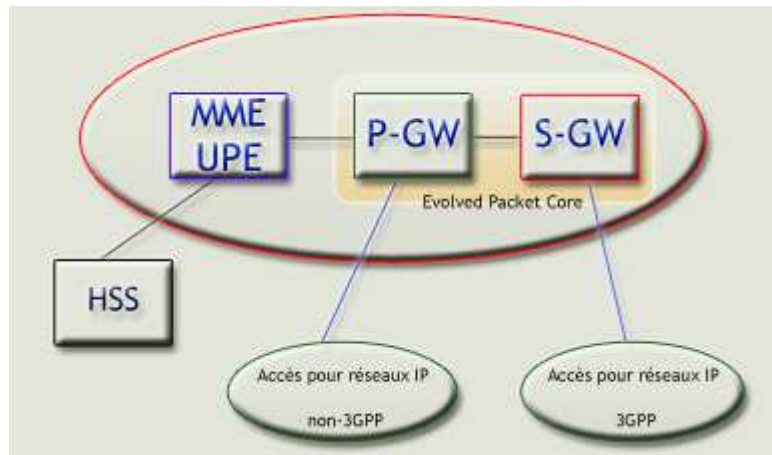 MME
UPE
P-GW
S-GW
Evolved Packet Core
HSS
Accès pour réseaux IP
non-3GPP
Accès pour réseaux IP
3GPP